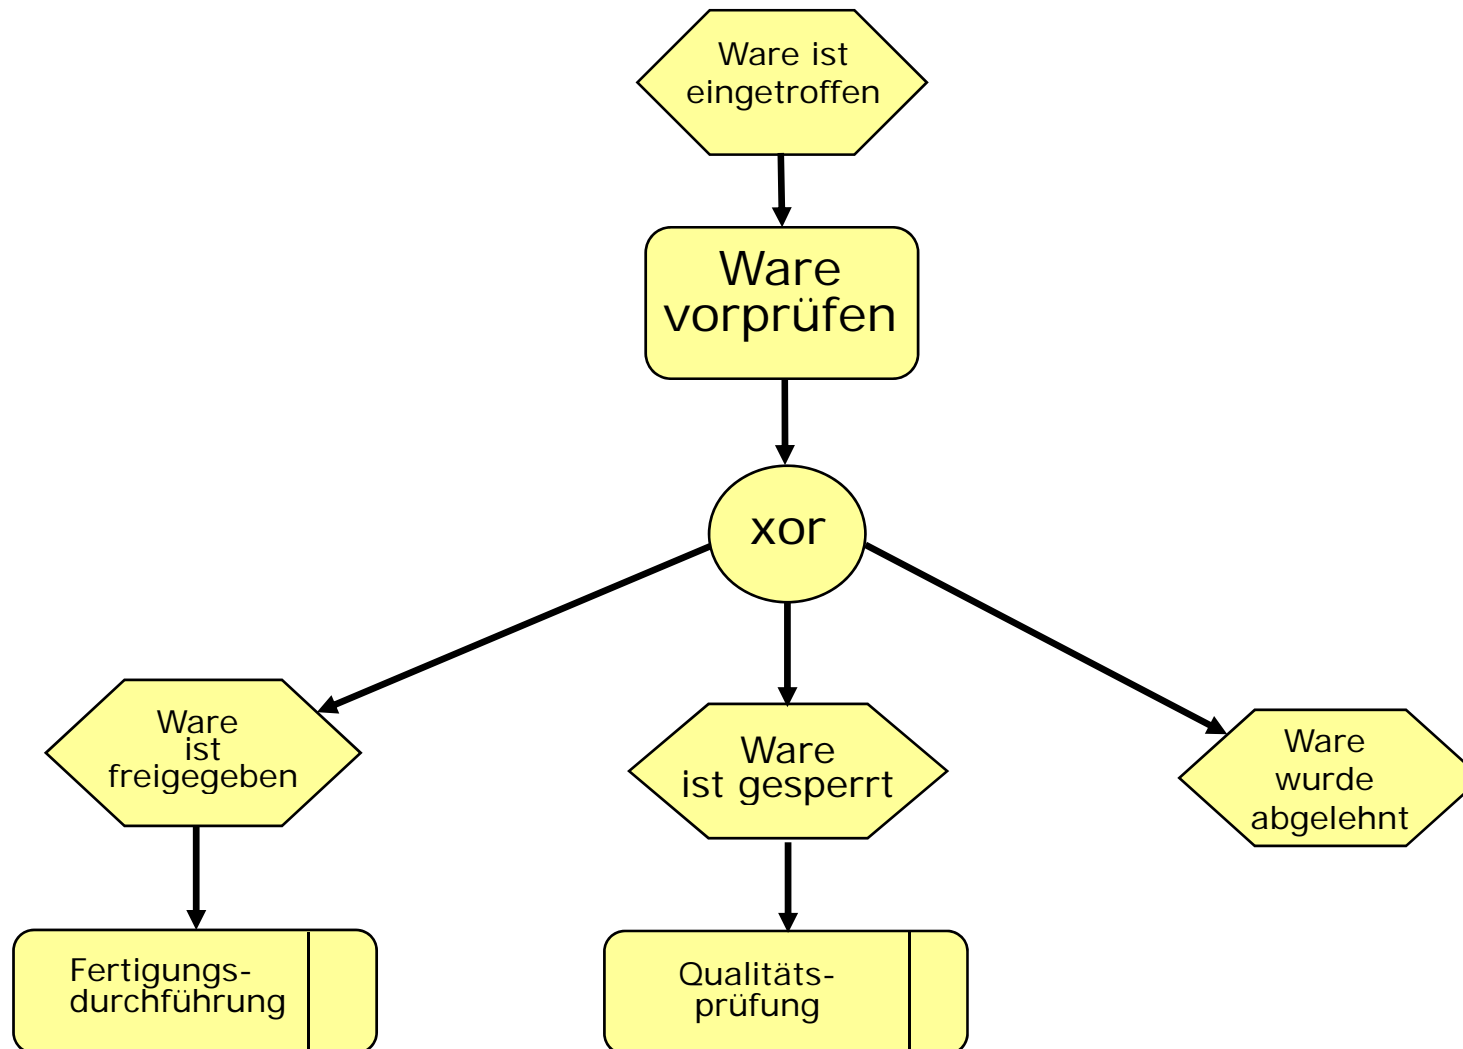 Ware ist
eingetroffen
Ware
vorprüfen
xor
Ware
ist
freigegeben
Ware
ist gesperrt
Ware
wurde
abgelehnt
Fertigungs-
durchführung
Qualitäts-
prüfung